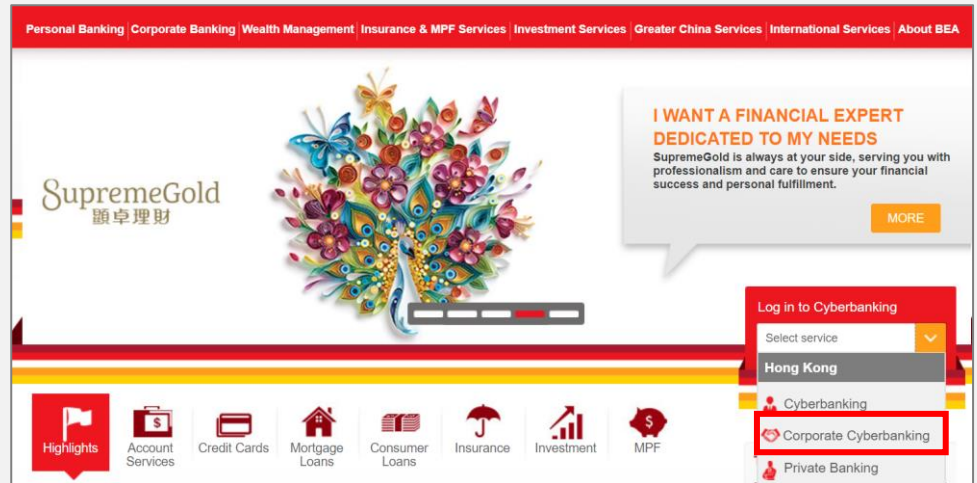 Personal Banking Corporate Banking Wealth Management Insurance & MPF Services Investment Services Greater China Services International Services About BEA
SupremeGold
顯卓理財
I WANT A FINANCIAL EXPERT
DEDICATED TO MY NEEDS
SupremeGold is always at your side, serving you with
professionalism and care to ensure your financial
success and personal fulfillment.
MORE
Log in to Cyberbanking
Select service
Hong Kong
Cyberbanking
Corporate Cyberbanking
Private Banking
Highlights
Account
Services
Credit Cards
Mortgage
Loans
Consumer
Loans
Insurance
Investment
MPF